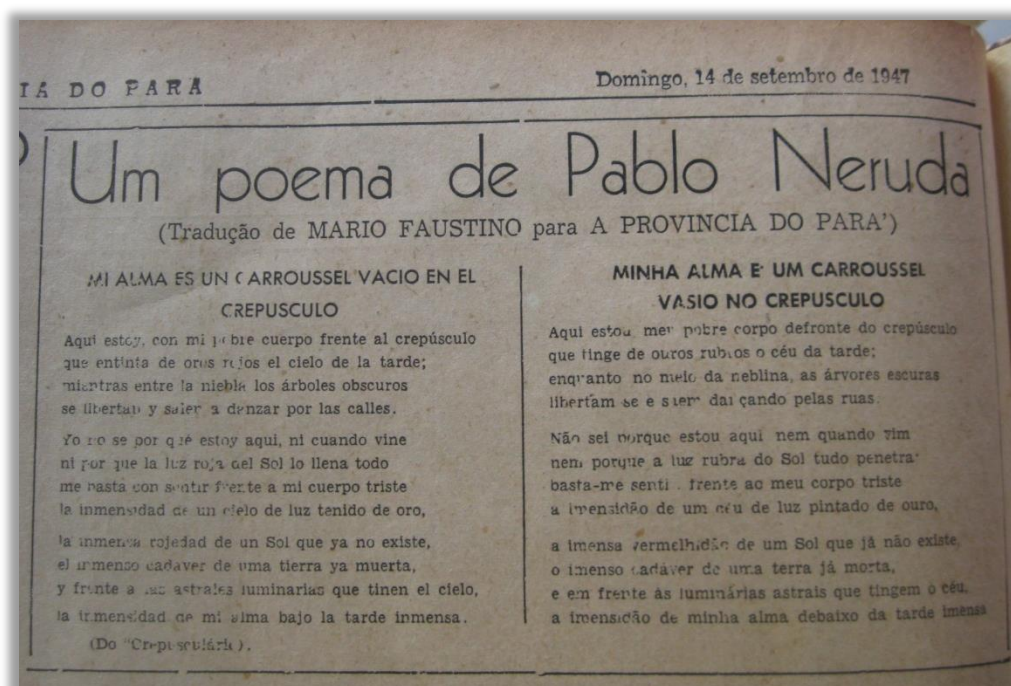 IA DO PARA
Domingo, 14 de setembro de 1947
Um poema de Pablo Neruda
(Tradução de MARIO FAUSTINO para A PROVINCIA DO PARA')
MI ALMA ES UN CARROUSSEL VACIO EN EL
CREPUSCULO
Aqui estoy, con mi pobre cuerpo frente al crepúsculo
que entinta de oros rojos el cielo de la tarde;
mientras entre la niebla los árboles obscuros
se libertan y salen a danzar por las calles.
Yo no se por qué estoy aqui, ni cuando vine
ni por que la luz roja del Sol lo llena todo
me basta con sentir frente a mi cuerpo triste
la inmensidad de un cielo de luz tenido de oro,
la inmensa rojedad de un Sol que ya no existe,
el inmenso cadaver de uma tierra ya muerta,
y frente a las astrales luminarias que tinen el cielo,
la inmensidad de mi alma bajo la tarde inmensa.
(Do "Crepusculário).
MINHA ALMA E' UM CARROUSSEL
VASIO NO CREPUSCULO
Aqui estou meu pobre corpo defronte do crepúsculo
que tinge de ouros rubios o céu da tarde;
enquanto no meio da neblina, as árvores escuras
libertam se e saem dançando pelas ruas.
Não sei porque estou aqui nem quando vim
nem porque a luz rubra do Sol tudo penetra
basta-me senti frente ao meu corpo triste
a imensidão de um céu de luz pintado de ouro,
a imensa vermelhidão de um Sol que já não existe,
o imenso cadáver de uma terra já morta,
e em frente às luminárias astrais que tingem o céu,
a imensidão de minha alma debaixo da tarde imensa